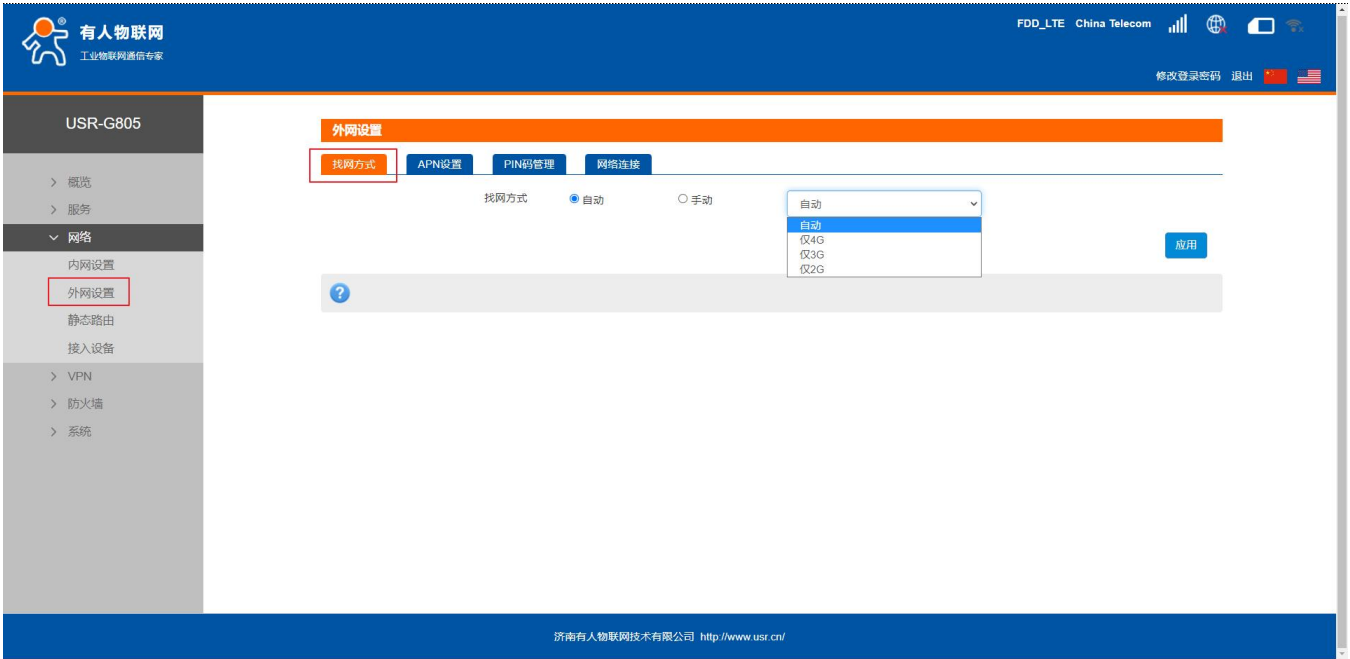 有人物联网
工业物联网通信专家
FDD_LTE China Telecom
修改登录密码 退出
USR-G805
概览
服务
网络
内网设置
外网设置
静态路由
接入设备
VPN
防火墙
系统
外网设置
找网方式 APN设置 PIN码管理 网络连接
找网方式 自动 手动 自动
自动
仅4G
仅3G
仅2G
应用
济南有人物联网技术有限公司 http://www.usr.cn/